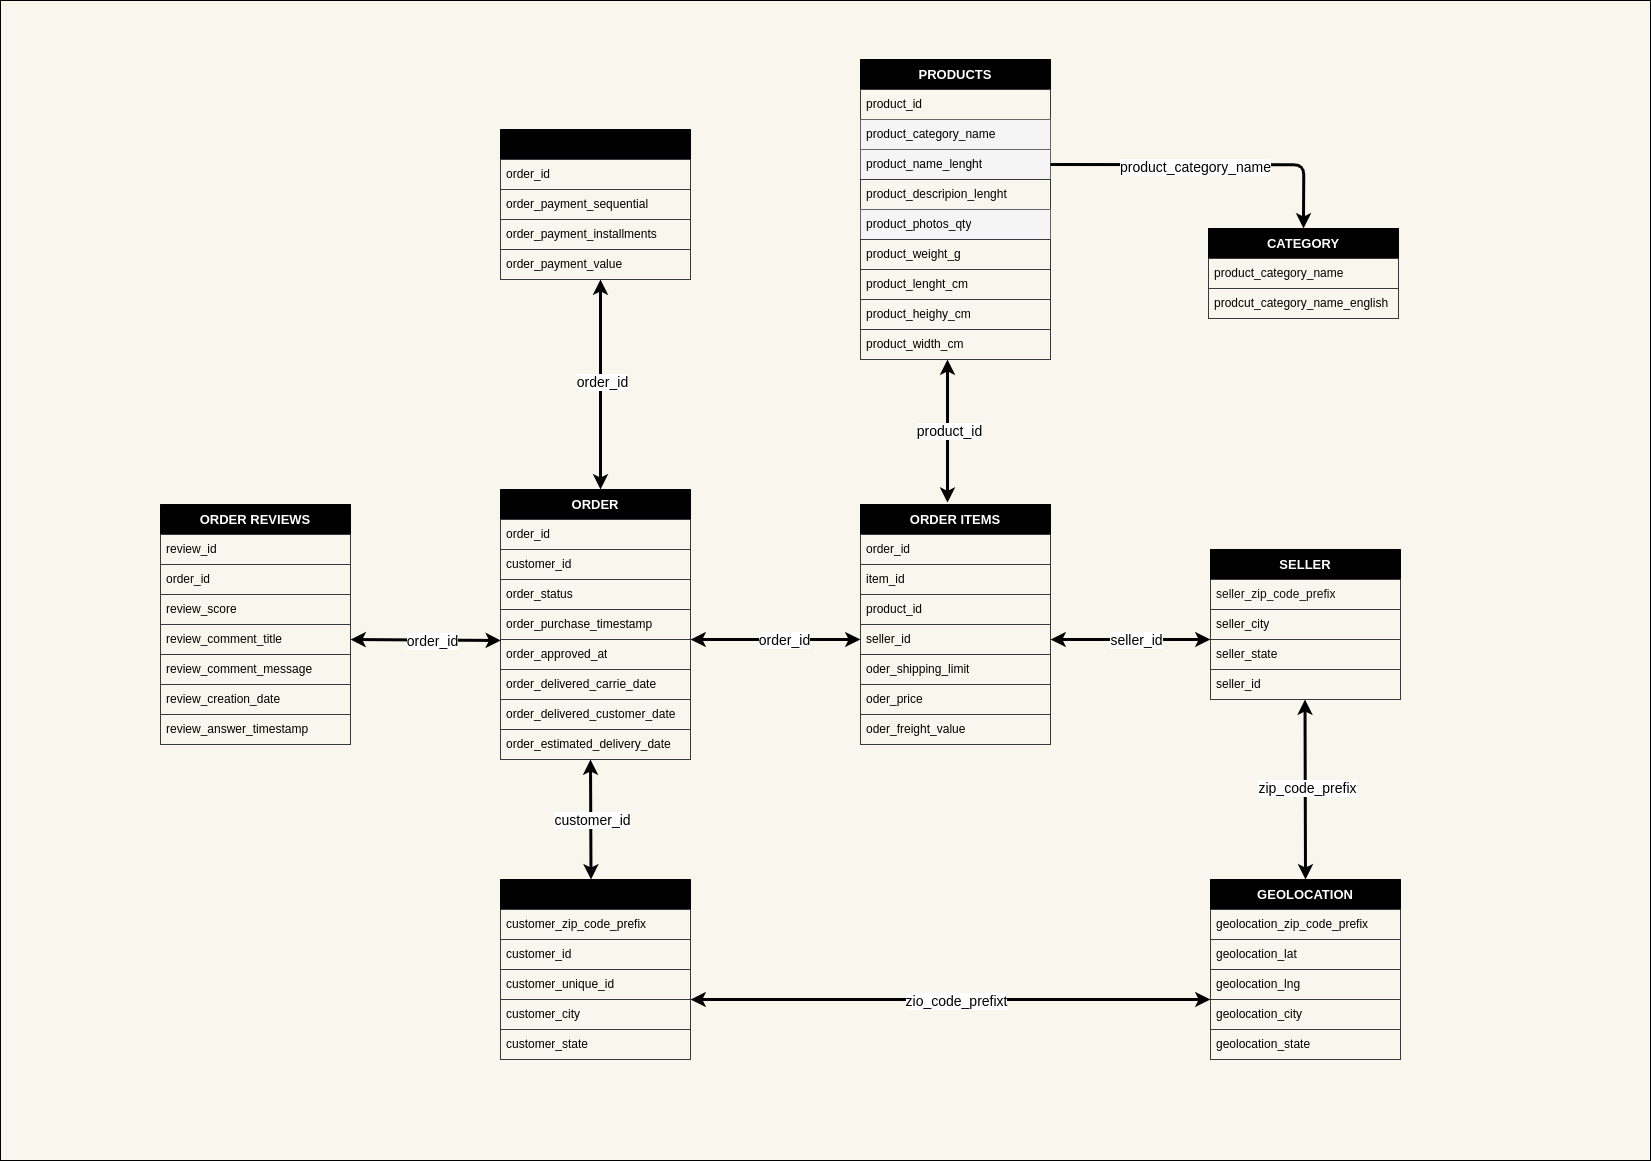 PRODUCTS
product_id
product_category_name
product_name_lenght
product_descripion_lenght
product_photos_qty
product_weight_g
product_lenght_cm
product_heighy_cm
product_width_cm
order_id
order_payment_sequential
order_payment_installments
order_payment_value
product_category_name
CATEGORY
product_category_name
prodcut_category_name_english
order_id
product_id
ORDER REVIEWS
review_id
order_id
review_score
review_comment_title
review_comment_message
review_creation_date
review_answer_timestamp
order_id
ORDER
order_id
customer_id
order_status
order_purchase_timestamp
order_approved_at
order_delivered_carrie_date
order_delivered_customer_date
order_estimated_delivery_date
order_id
ORDER ITEMS
order_id
item_id
product_id
seller_id
oder_shipping_limit
oder_price
oder_freight_value
seller_id
SELLER
seller_zip_code_prefix
seller_city
seller_state
seller_id
customer_id
zip_code_prefix
customer_zip_code_prefix
customer_id
customer_unique_id
customer_city
customer_state
zio_code_prefixt
GEOLOCATION
geolocation_zip_code_prefix
geolocation_lat
geolocation_lng
geolocation_city
geolocation_state